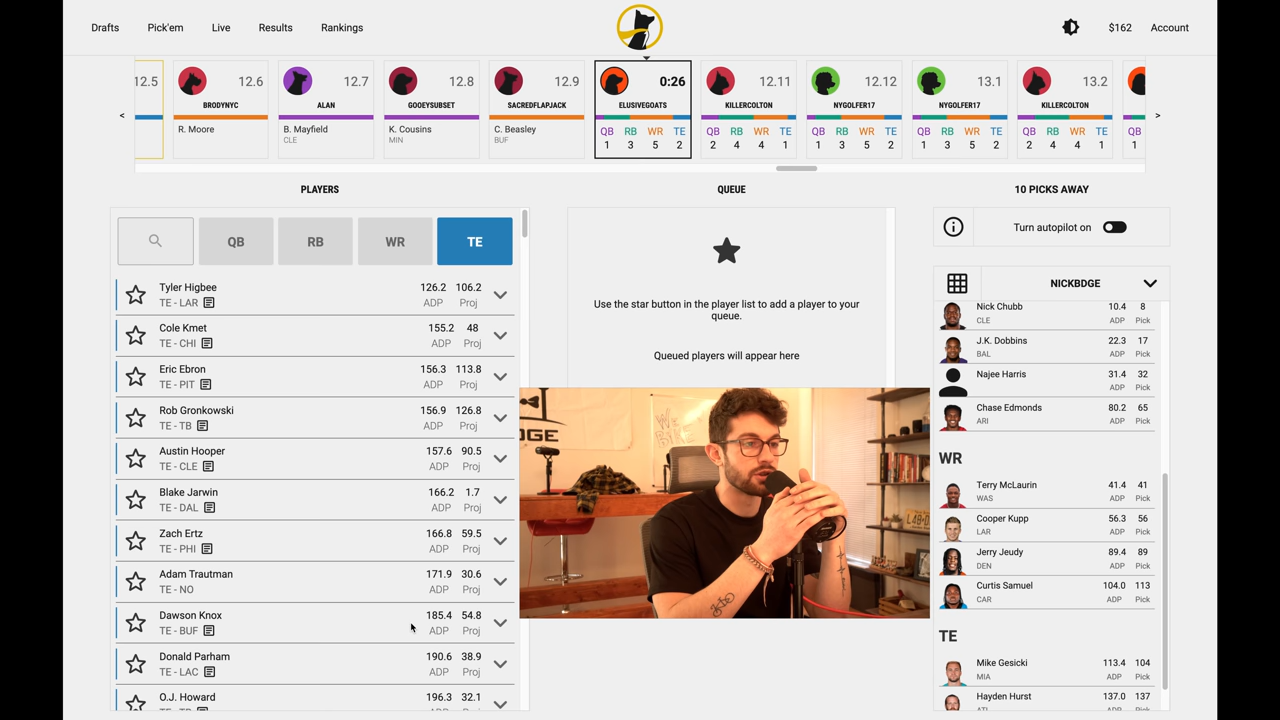 Drafts Pick'em Live Results Rankings $162 Account
12.5 12.6 12.7 12.8 12.9 0:26 12.11 12.12 13.1 13.2
BRODYNYC ALAN GOOEYSUBSET SACREDFLAPJACK ELUSIVEGOATS KILLERCOLTON NYGOLFER17 NYGOLFER17 KILLERCOLTON
R. Moore B. Mayfield K. Cousins C. Beasley QB RB WR TE QB RB WR TE QB RB WR TE QB RB WR TE QB RB WR TE QB
CLE MIN BUF 1 3 5 2 2 4 4 1 1 3 5 2 1 3 5 2 2 4 4 1 1
< >
PLAYERS
QB RB WR TE
Tyler Higbee 126.2 106.2
TE - LAR ADP Proj
Cole Kmet 155.2 48
TE - CHI ADP Proj
Eric Ebron 156.3 113.8
TE - PIT ADP Proj
Rob Gronkowski 156.9 126.8
TE - TB ADP Proj
Austin Hooper 157.6 90.5
TE - CLE ADP Proj
Blake Jarwin 166.2 1.7
TE - DAL ADP Proj
Zach Ertz 166.8 59.5
TE - PHI ADP Proj
Adam Trautman 171.9 30.6
TE - NO ADP Proj
Dawson Knox 185.4 54.8
TE - BUF ADP Proj
Donald Parham 190.6 38.9
TE - LAC ADP Proj
O.J. Howard 196.3 32.1
QUEUE
Use the star button in the player list to add a player to your
queue.
Queued players will appear here
DGE
10 PICKS AWAY
Turn autopilot on
NICKBDGE
Nick Chubb 10.4 8
CLE ADP Pick
J.K. Dobbins 22.3 17
BAL ADP Pick
Najee Harris 31.4 32
ADP Pick
Chase Edmonds 80.2 65
ARI ADP Pick
WR
Terry McLaurin 41.4 41
WAS ADP Pick
Cooper Kupp 56.3 56
LAR ADP Pick
Jerry Jeudy 89.4 89
DEN ADP Pick
Curtis Samuel 104.0 113
CAR ADP Pick
TE
Mike Gesicki 113.4 104
MIA ADP Pick
Hayden Hurst 137.0 137